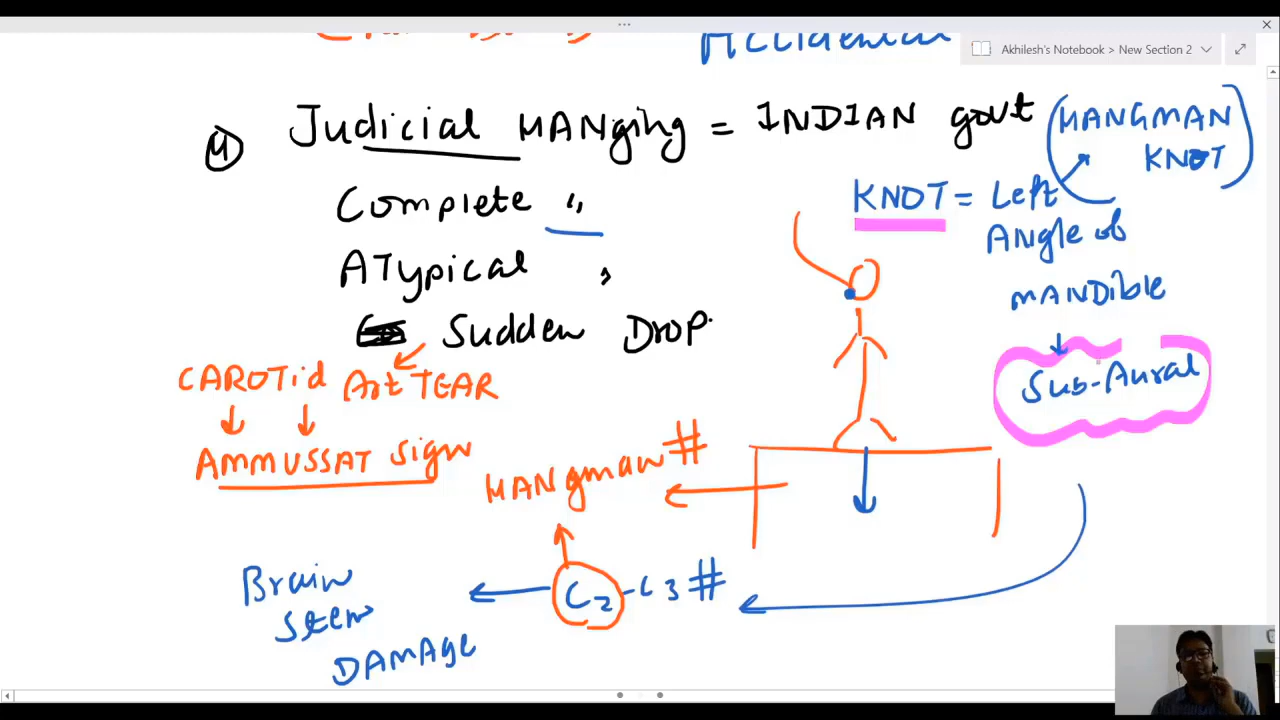 Accidental
Akhilesh's Notebook > New Section 2
4 Judicial HANging = INDIAN govt
(HANGMAN KNOT)
Complete "
KNOT = Left
Angle of
MANDible
Sub-Aural
ATypical "
Sudden Drop
CAROTid Art TEAR
AMMUSSAT sign
HANgman #
C2-C3 #
Brain
Stem
DAMAge